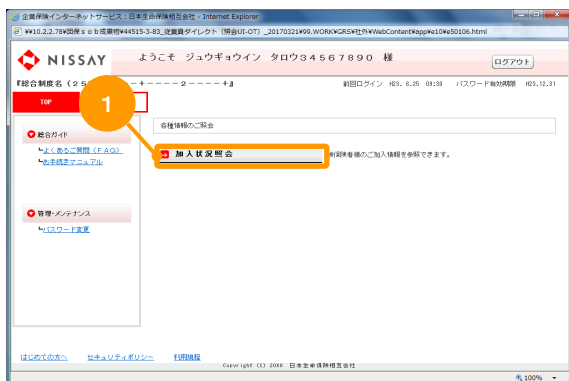 企業保険インターネットサービス：日本生命保険相互会社 - Internet Explorer
NISSAY
ようこそ ジュウギョウイン タロウ３４５６７８９０ 様
ログアウト
前回ログイン H23. 6.25 09:30 パスワード有効期限 H23.12.31
TOP
1
総合ガイド
よくあるご質問（ＦＡＱ）
お手続きマニュアル
管理・メンテナンス
パスワード変更
各種情報のご照会
加入状況照会
被保険者様のご加入情報を参照できます。
はじめての方へ セキュリティポリシー 利用規程
Copyright (C) 20XX 日本生命保険相互会社
100%